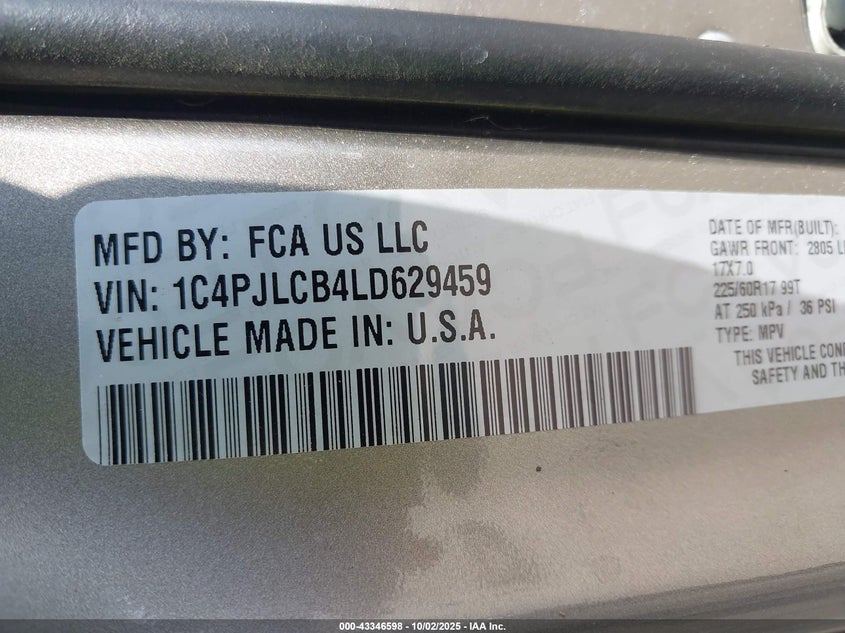 MFD BY: FCA US LLC
VIN: 1C4PJLCB4LD629459
VEHICLE MADE IN: U.S.A.
DATE OF MFR(BUILT):
GAWR FRONT: 2805 L
17X7.0
225/60R17 99T
AT 250 kPa / 36 PSI
TYPE: MPV
THIS VEHICLE CON
SAFETY AND TH
000-43346598 - 10/02/2025 - IAA Inc.